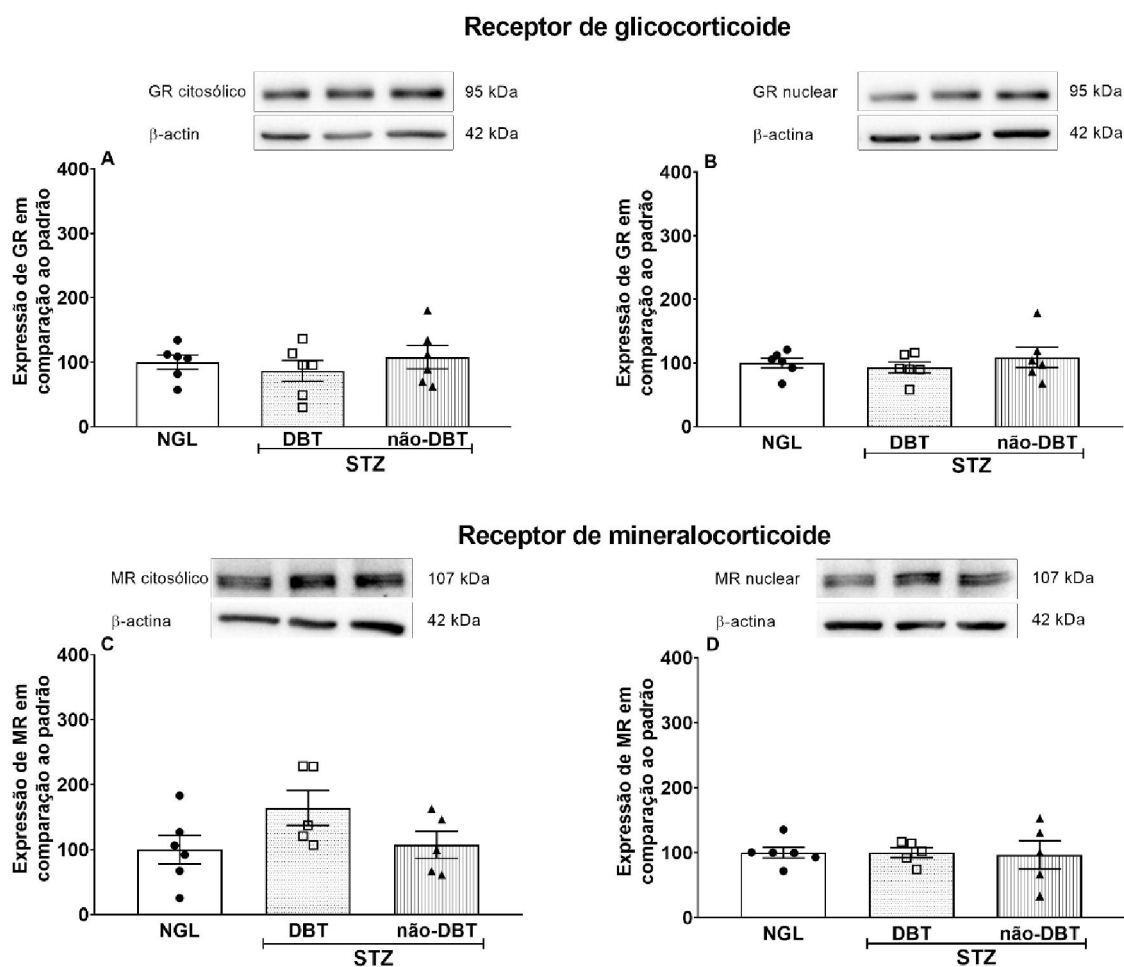 Receptor de glicocorticoide
GR citosólico
95 kDa
β-actin
42 kDa
A
Expressão de GR em
comparação ao padrão
400
300
200
100
0
NGL
DBT
não-DBT
STZ
GR nuclear
95 kDa
β-actina
42 kDa
B
Expressão de GR em
comparação ao padrão
400
300
200
100
0
NGL
DBT
não-DBT
STZ
Receptor de mineralocorticoide
MR citosólico
107 kDa
β-actina
42 kDa
C
Expressão de MR em
comparação ao padrão
400
300
200
100
0
NGL
DBT
não-DBT
STZ
MR nuclear
107 kDa
β-actina
42 kDa
D
Expressão de MR em
comparação ao padrão
400
300
200
100
0
NGL
DBT
não-DBT
STZ